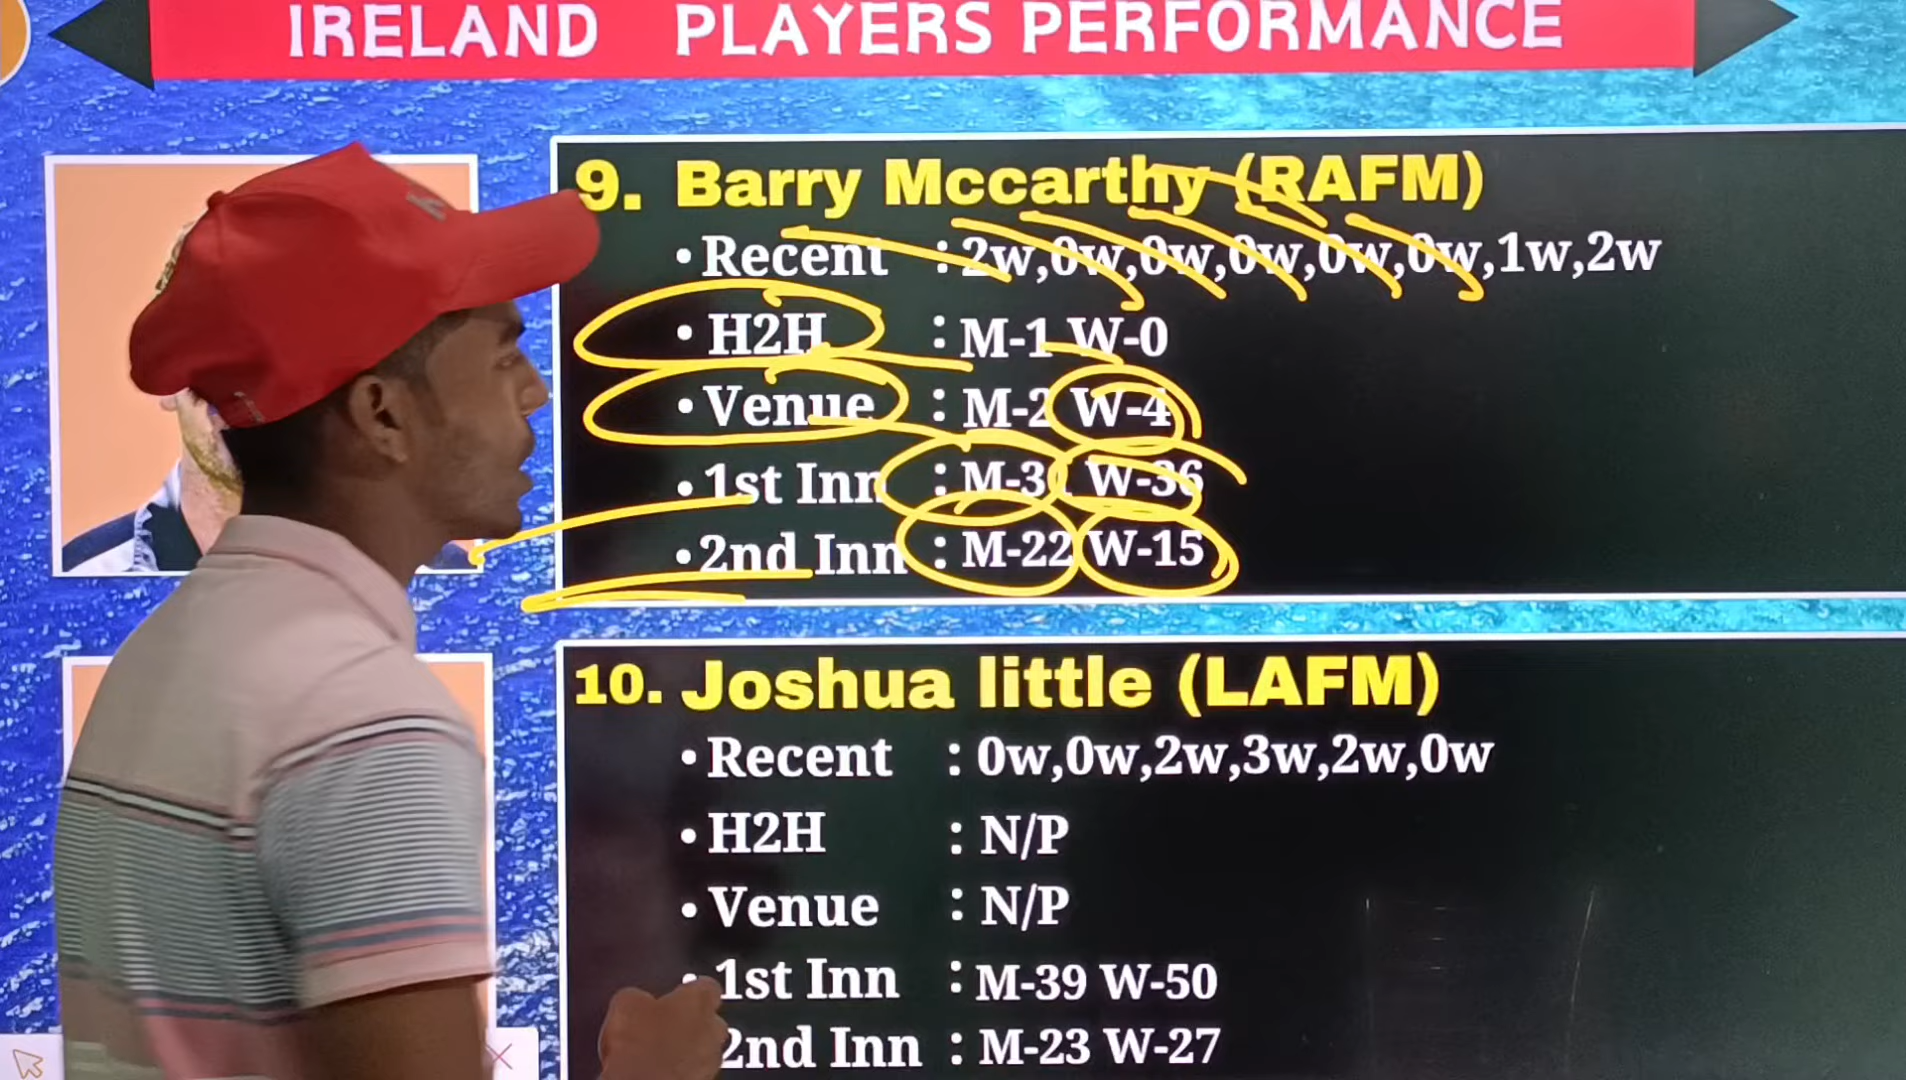 IRELAND PLAYERS PERFORMANCE
9. Barry Mccarthy (RAFM)
• Recent : 2w,0w,0w,0w,0w,0w,1w,2w
• H2H : M-1 W-0
• Venue : M-2 W-4
• 1st Inn : M-3 W-36
• 2nd Inn : M-22 W-15
10. Joshua little (LAFM)
• Recent : 0w,0w,2w,3w,2w,0w
• H2H : N/P
• Venue : N/P
• 1st Inn : M-39 W-50
2nd Inn : M-23 W-27